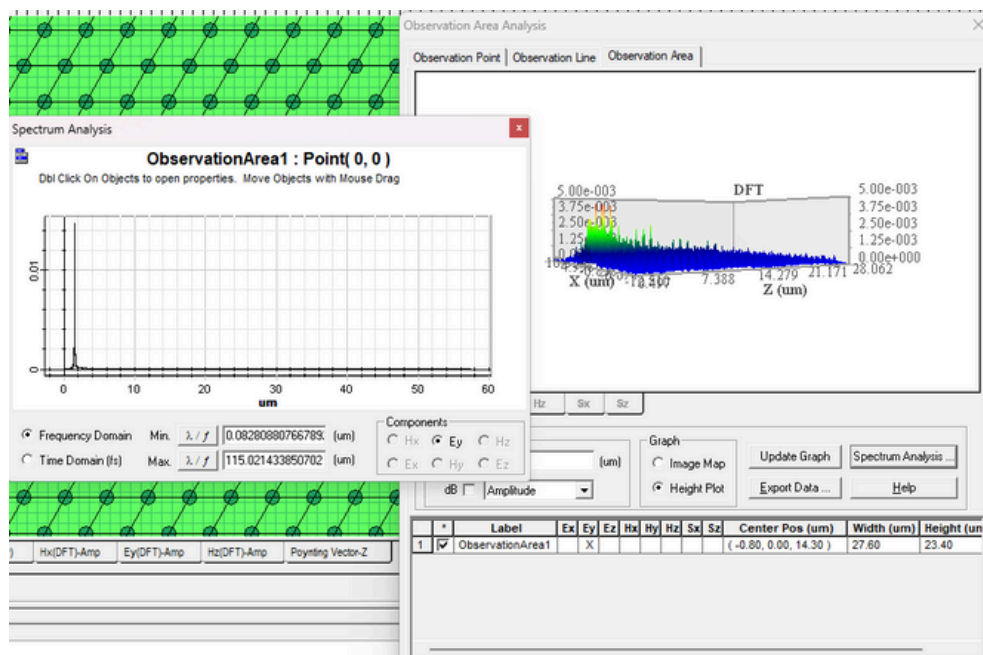 Observation Area Analysis
Observation Point | Observation Line | Observation Area
5.00e-003 DFT 5.00e-003
3.75e-003 3.75e-003
2.50e-003 2.50e-003
1.25e-003
0.00e+000
7.388 14.279 21.171 28.062
X (um) Z (um)
Spectrum Analysis
x
ObservationArea1 : Point( 0, 0 )
Dbl Click On Objects to open properties. Move Objects with Mouse Drag
0.01
0
0 10 20 30 40 50 60
um
Frequency Domain Min. λ / f 0.0828088076678 (um)
Time Domain (fs) Max. λ / f 115.021433850702 (um)
Components
Hx Ey Hz
Ex Hy Ez
Hz Sx Sz
(um)
dB Amplitude
Graph
Image Map
Height Plot
Update Graph Spectrum Analysis ...
Export Data ... Help
* Label Ex Ey Ez Hx Hy Hz Sx Sz Center Pos (um) Width (um) Height (un
1 ObservationArea1 X ( -0.80, 0.00, 14.30 ) 27.60 23.40
Hx(DFT)-Amp Ey(DFT)-Amp Hz(DFT)-Amp Poynting Vector-Z